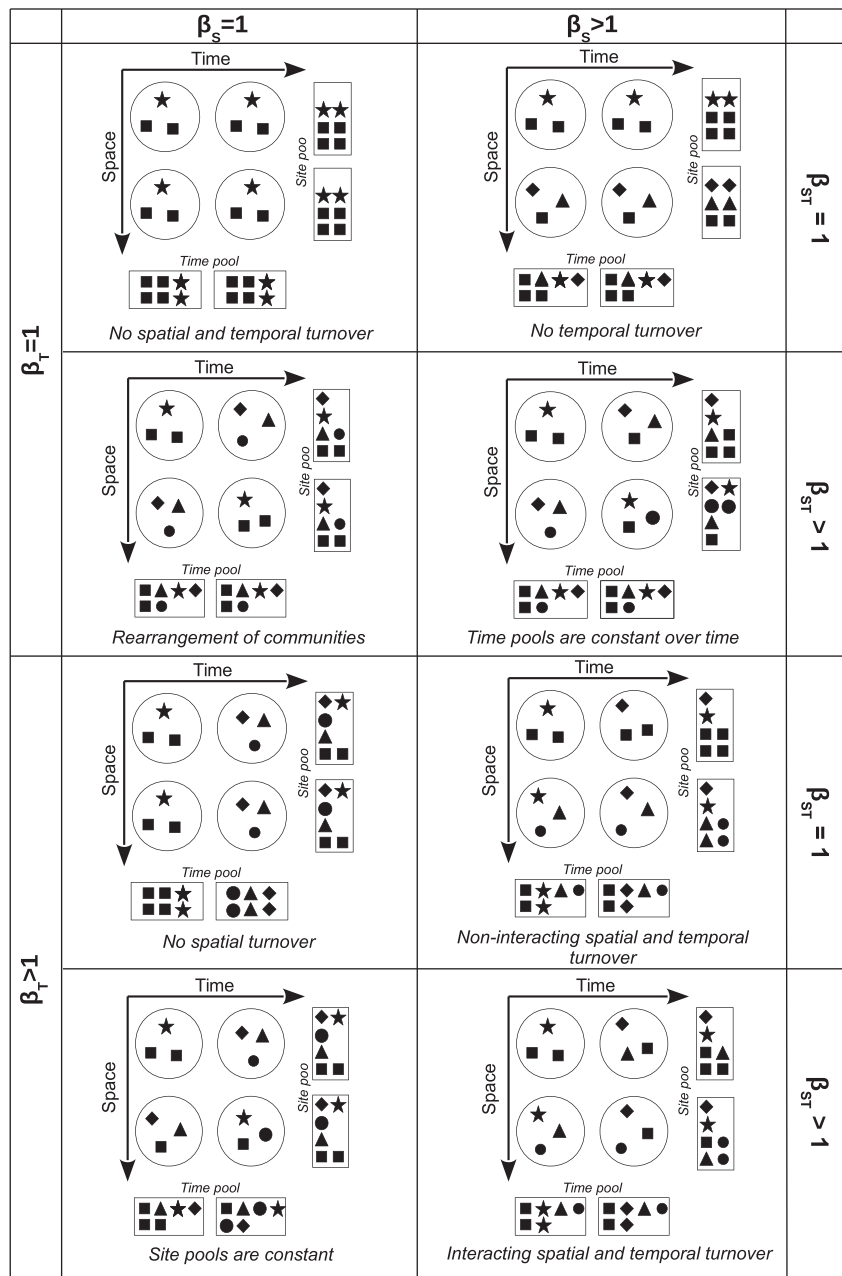 βS=1
βS>1
βT=1
Time
Space
Site poo
Time pool
No spatial and temporal turnover
Time
Space
Site poo
Time pool
No temporal turnover
βST = 1
Time
Space
Site poo
Time pool
Rearrangement of communities
Time
Space
Site poo
Time pool
Time pools are constant over time
βST > 1
βT>1
Time
Space
Site poo
Time pool
No spatial turnover
Time
Space
Site poo
Time pool
Non-interacting spatial and temporal
turnover
βST = 1
Time
Space
Site poo
Time pool
Site pools are constant
Time
Space
Site poo
Time pool
Interacting spatial and temporal turnover
βST > 1